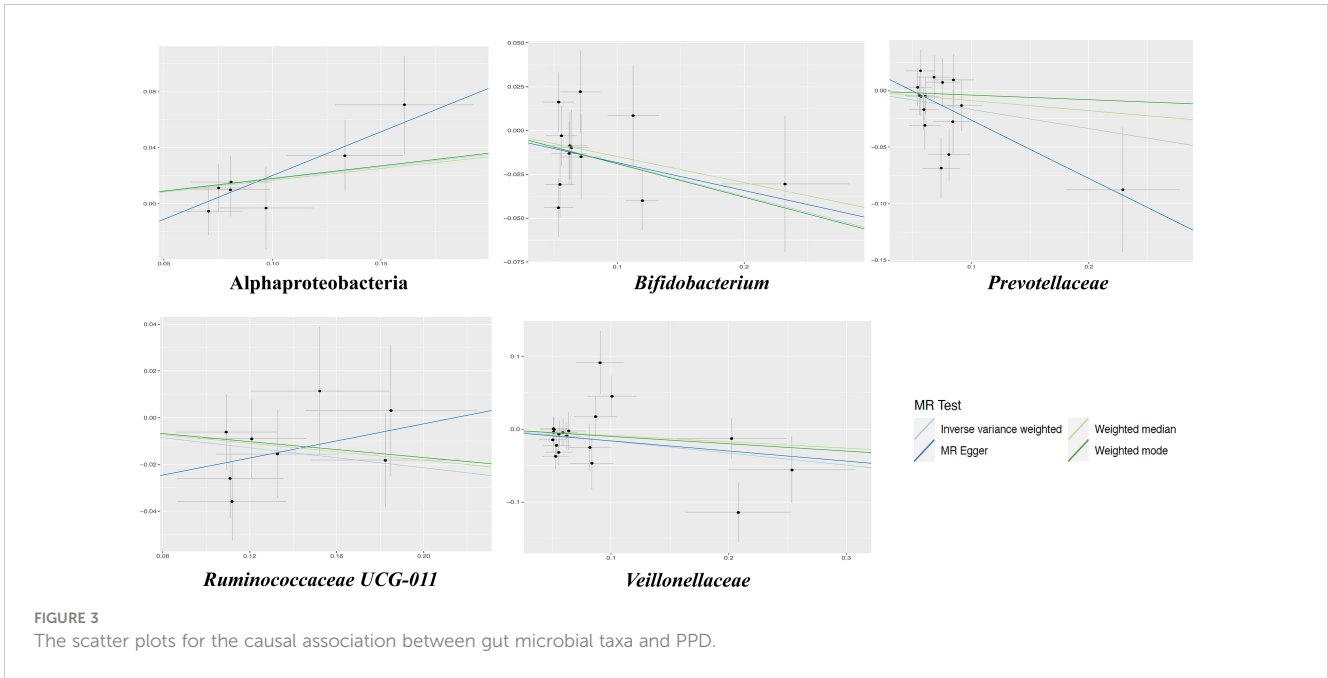 0.08
0.04
0.00
0.05
0.10
0.15
Alphaproteobacteria
0.050
0.025
0.000
−0.025
−0.050
−0.075
0.1
0.2
Bifidobacterium
0.00
−0.05
−0.10
−0.15
0.1
0.2
Prevotellaceae
0.04
0.02
0.00
−0.02
−0.04
0.08
0.12
0.16
0.20
Ruminococcaceae UCG-011
0.1
0.0
−0.1
0.1
0.2
0.3
Veillonellaceae
MR Test
Inverse variance weighted
Weighted median
MR Egger
Weighted mode
FIGURE 3
The scatter plots for the causal association between gut microbial taxa and PPD.